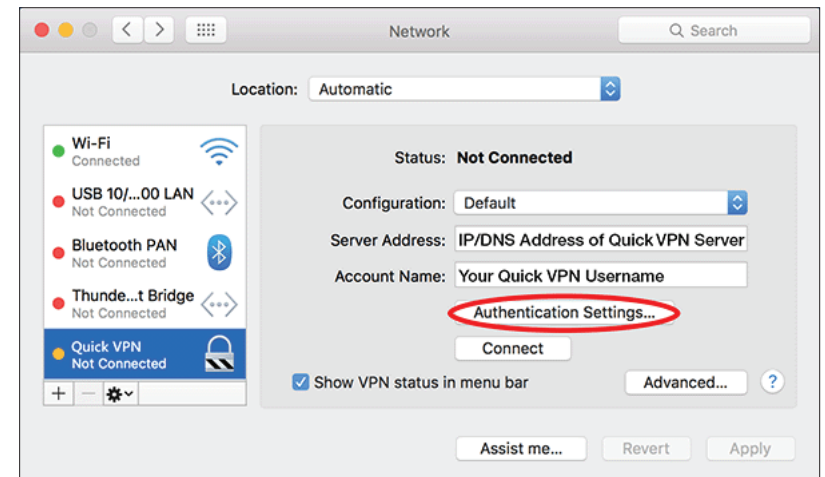 Network
Search
Location: Automatic
Wi-Fi
Connected
USB 10/...00 LAN
Not Connected
Bluetooth PAN
Not Connected
Thunde...t Bridge
Not Connected
Quick VPN
Not Connected
+ −
Status: Not Connected
Configuration: Default
Server Address: IP/DNS Address of Quick VPN Server
Account Name: Your Quick VPN Username
Authentication Settings...
Connect
Show VPN status in menu bar
Advanced... ?
Assist me... Revert Apply